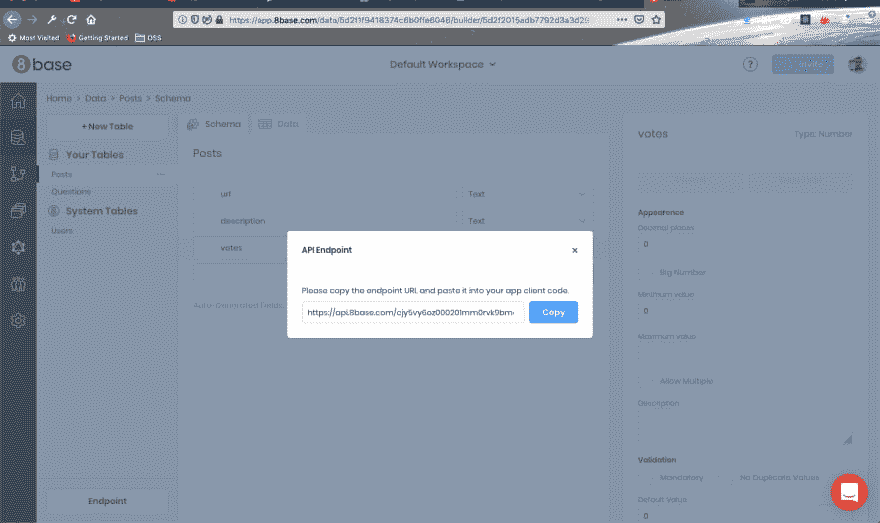 https://app.8base.com/data/5d211f9418374c6b0ffe6046/builder/5d2f2015adb7792d3a3d29
Most Visited Getting Started DSS
8base
Default Workspace
? Invite
Home > Data > Posts > Schema
+ New Table
Your Tables
Posts
Questions
System Tables
Users
Endpoint
Schema Data
Posts
url Text
description Text
votes
Auto-Generated Fields:
API Endpoint ×
Please copy the endpoint URL and paste it into your app client code.
https://api.8base.com/cjy5vy6oz000201mm0rvk9bm
Copy
votes Type: Number
Appearance
Decimal places
0
Big Number
Minimum value
0
Maximum value
Allow Multiple
Description
Validation
Mandatory No Duplicate Values
Default Value
0